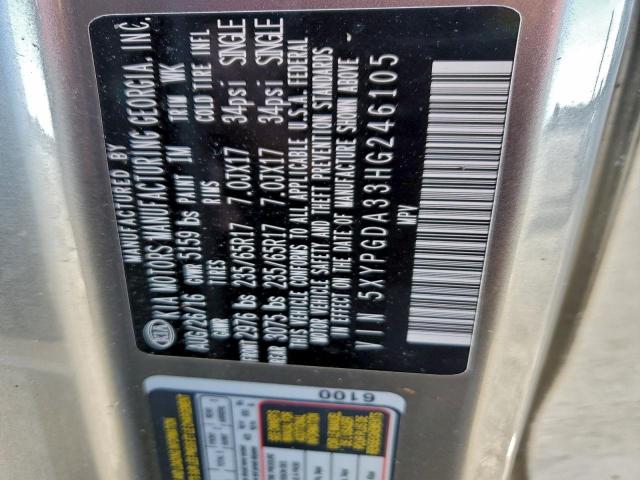 MANUFACTURED BY
KIA KIA MOTORS MANUFACTURING GEORGIA, INC.
AUG/26/16 GVWR 5159 lbs PAINT IM TRIM WK
GAWR TIRES RIMS COLD TIRE INFL
FRONT 2976 lbs 235/65R17 7.0JX17 34psi SINGLE
REAR 3075 lbs 235/65R17 7.0JX17 34psi SINGLE
THIS VEHICLE CONFORMS TO ALL APPLICABLE U.S.A. FEDERAL
MOTOR VEHICLE SAFETY AND THEFT PREVENTION STANDARDS
IN EFFECT ON THE DATE OF MANUFACTURE SHOWN ABOVE
VIN 5XYPGDA33HG246105
MPV
6100